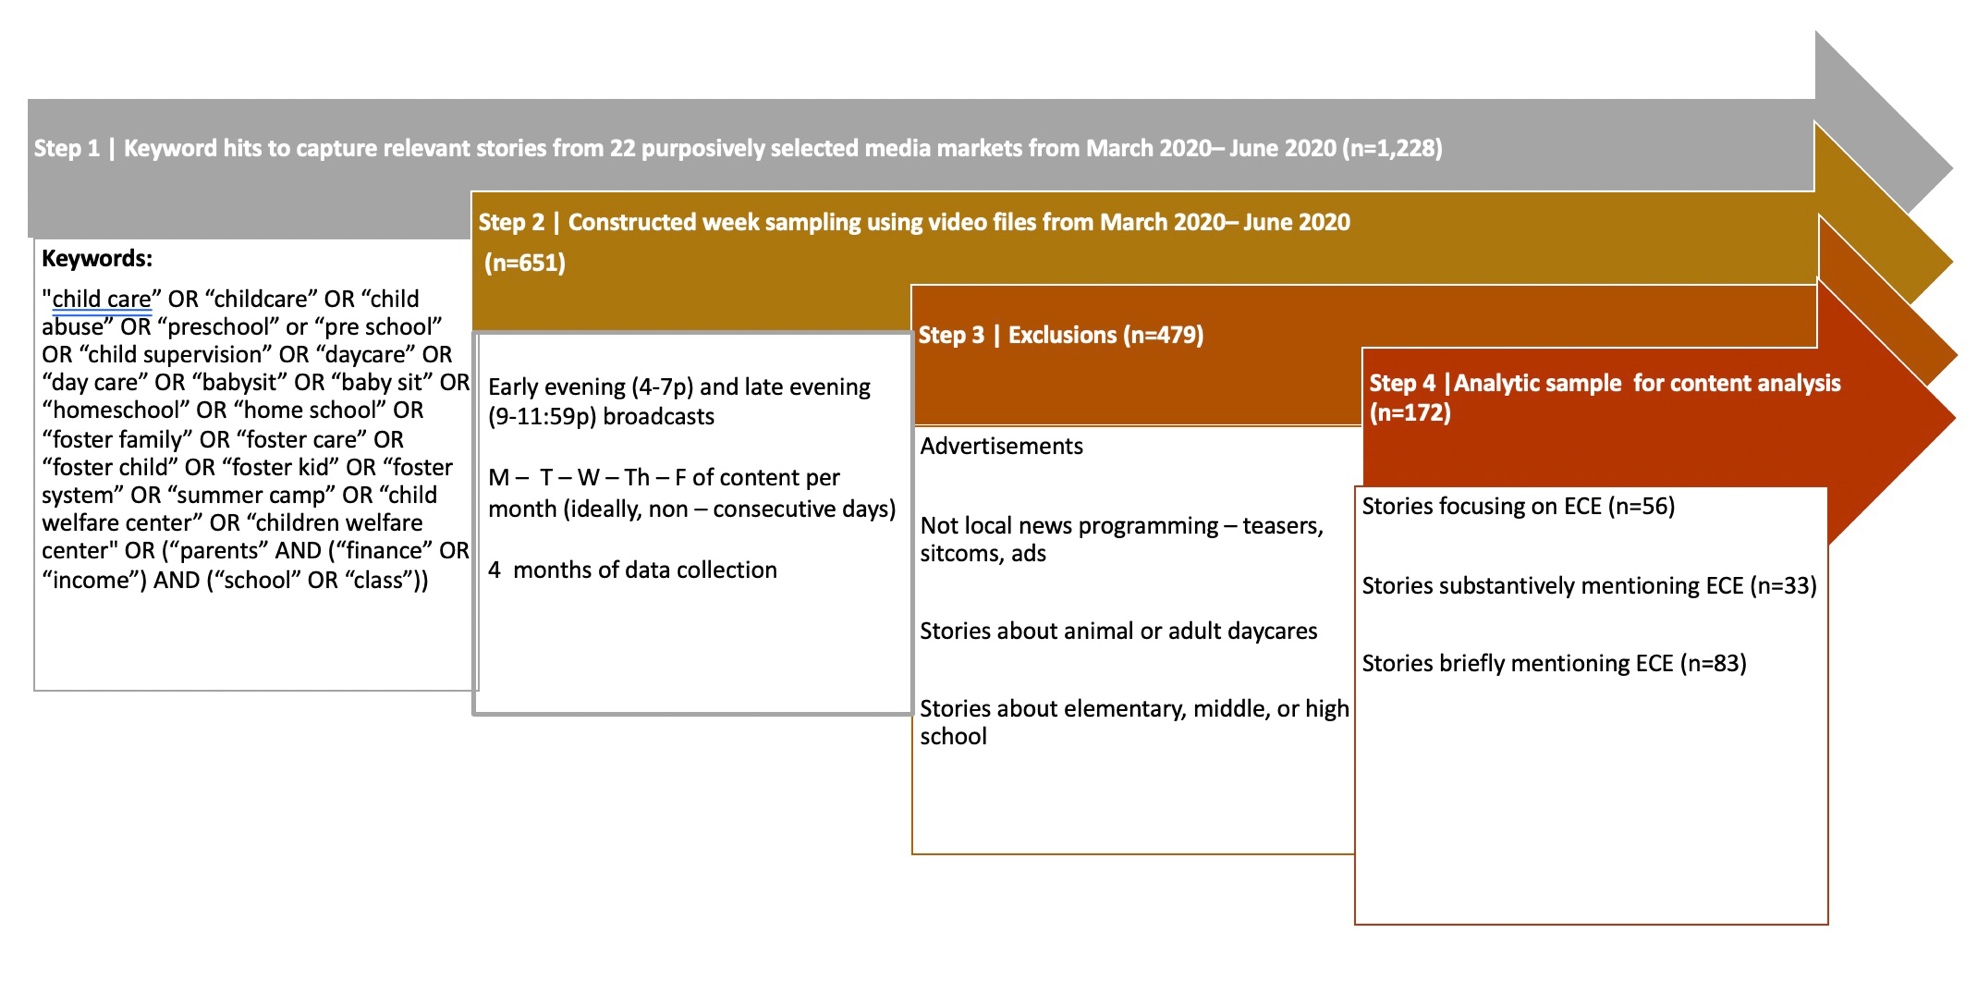 Step 1 | Keyword hits to capture relevant stories from 22 purposively selected media markets from March 2020– June 2020 (n=1,228)
Keywords:
"child care” OR “childcare” OR “child
abuse” OR “preschool” or “pre school”
OR “child supervision” OR “daycare” OR
“day care” OR “babysit” OR “baby sit” OR
“homeschool” OR “home school” OR
“foster family” OR “foster care” OR
“foster child” OR “foster kid” OR “foster
system” OR “summer camp” OR “child
welfare center” OR “children welfare
center" OR (“parents” AND (“finance” OR
“income”) AND (“school” OR “class”))
Step 2 | Constructed week sampling using video files from March 2020– June 2020
(n=651)
Early evening (4-7p) and late evening
(9-11:59p) broadcasts
M – T – W – Th – F of content per
month (ideally, non – consecutive days)
4 months of data collection
Step 3 | Exclusions (n=479)
Advertisements
Not local news programming – teasers,
sitcoms, ads
Stories about animal or adult daycares
Stories about elementary, middle, or high
school
Step 4 |Analytic sample for content analysis
(n=172)
Stories focusing on ECE (n=56)
Stories substantively mentioning ECE (n=33)
Stories briefly mentioning ECE (n=83)